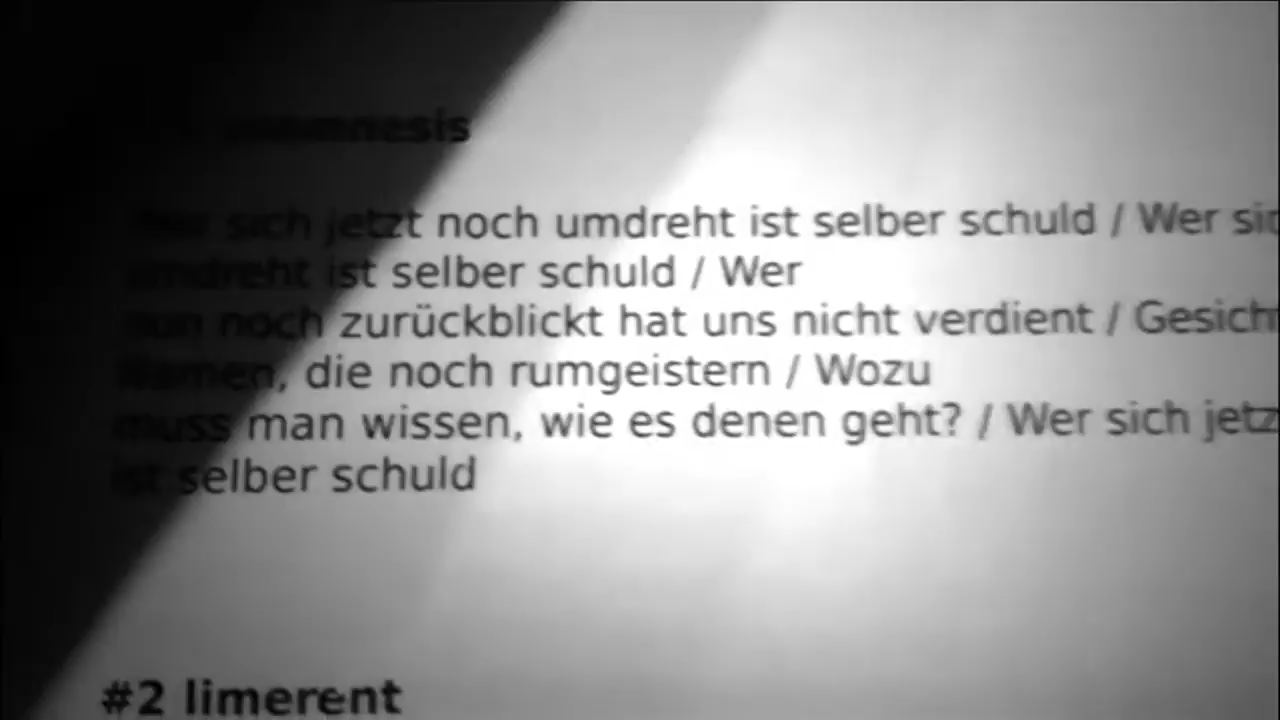 Wer sich jetzt noch umdreht ist selber schuld / Wer
umdreht ist selber schuld / Wer
nun noch zurückblickt hat uns nicht verdient /
Namen, die noch rumgeistern / Wozu
muss man wissen, wie es denen geht? / Wer sich
ist selber schuld
#2 limerent